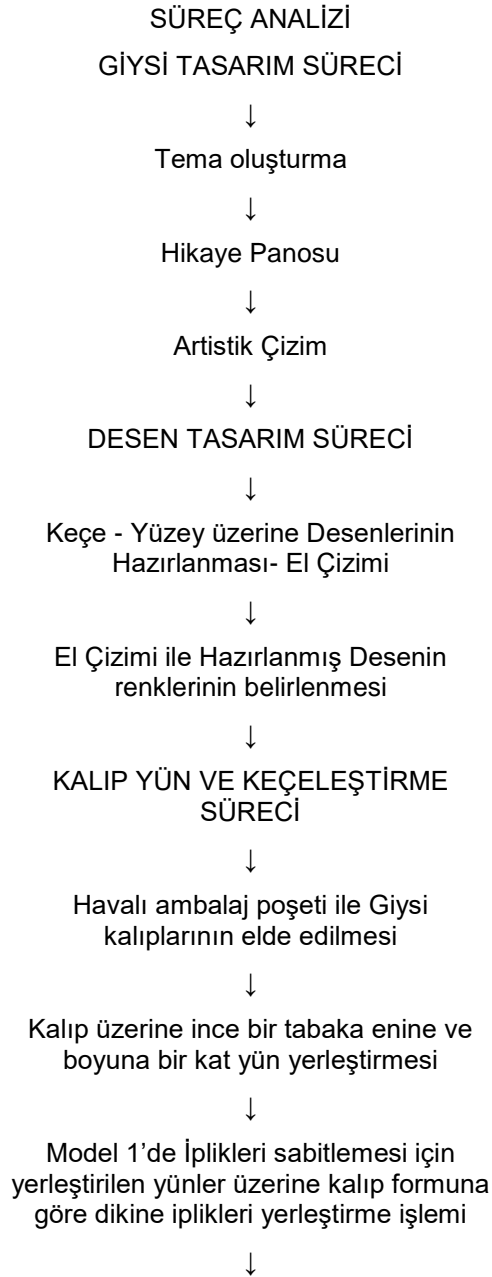 SÜREÇ ANALİZİ
GİYSİ TASARIM SÜRECİ
↓
Tema oluşturma
↓
Hikaye Panosu
↓
Artistik Çizim
↓
DESEN TASARIM SÜRECİ
↓
Keçe - Yüzey üzerine Desenlerinin
Hazırlanması- El Çizimi
↓
El Çizimi ile Hazırlanmış Desenin
renklerinin belirlenmesi
↓
KALIP YÜN VE KEÇELEŞTİRME
SÜRECİ
↓
Havalı ambalaj poşeti ile Giysi
kalıplarının elde edilmesi
↓
Kalıp üzerine ince bir tabaka enine ve
boyuna bir kat yün yerleştirmesi
↓
Model 1’de İplikleri sabitlemesi için
yerleştirilen yünler üzerine kalıp formuna
göre dikine iplikleri yerleştirme işlemi
↓